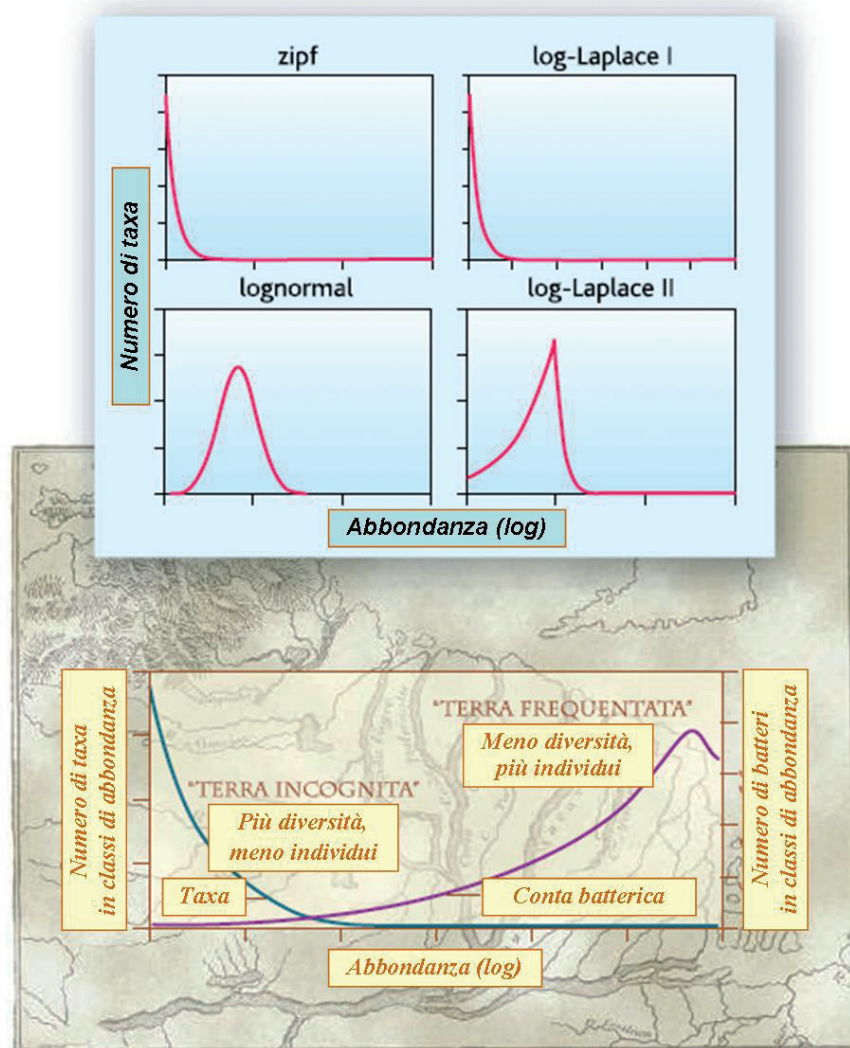 zipf
log-Laplace I
Numero di taxa
lognormal
log-Laplace II
Abbondanza (log)
Numero di taxa
in classi di abbondanza
"TERRA FREQUENTATA"
Meno diversità,
più individui
"TERRA INCOGNITA"
Più diversità,
meno individui
Taxa
Conta batterica
Numero di batteri
in classi di abbondanza
Abbondanza (log)